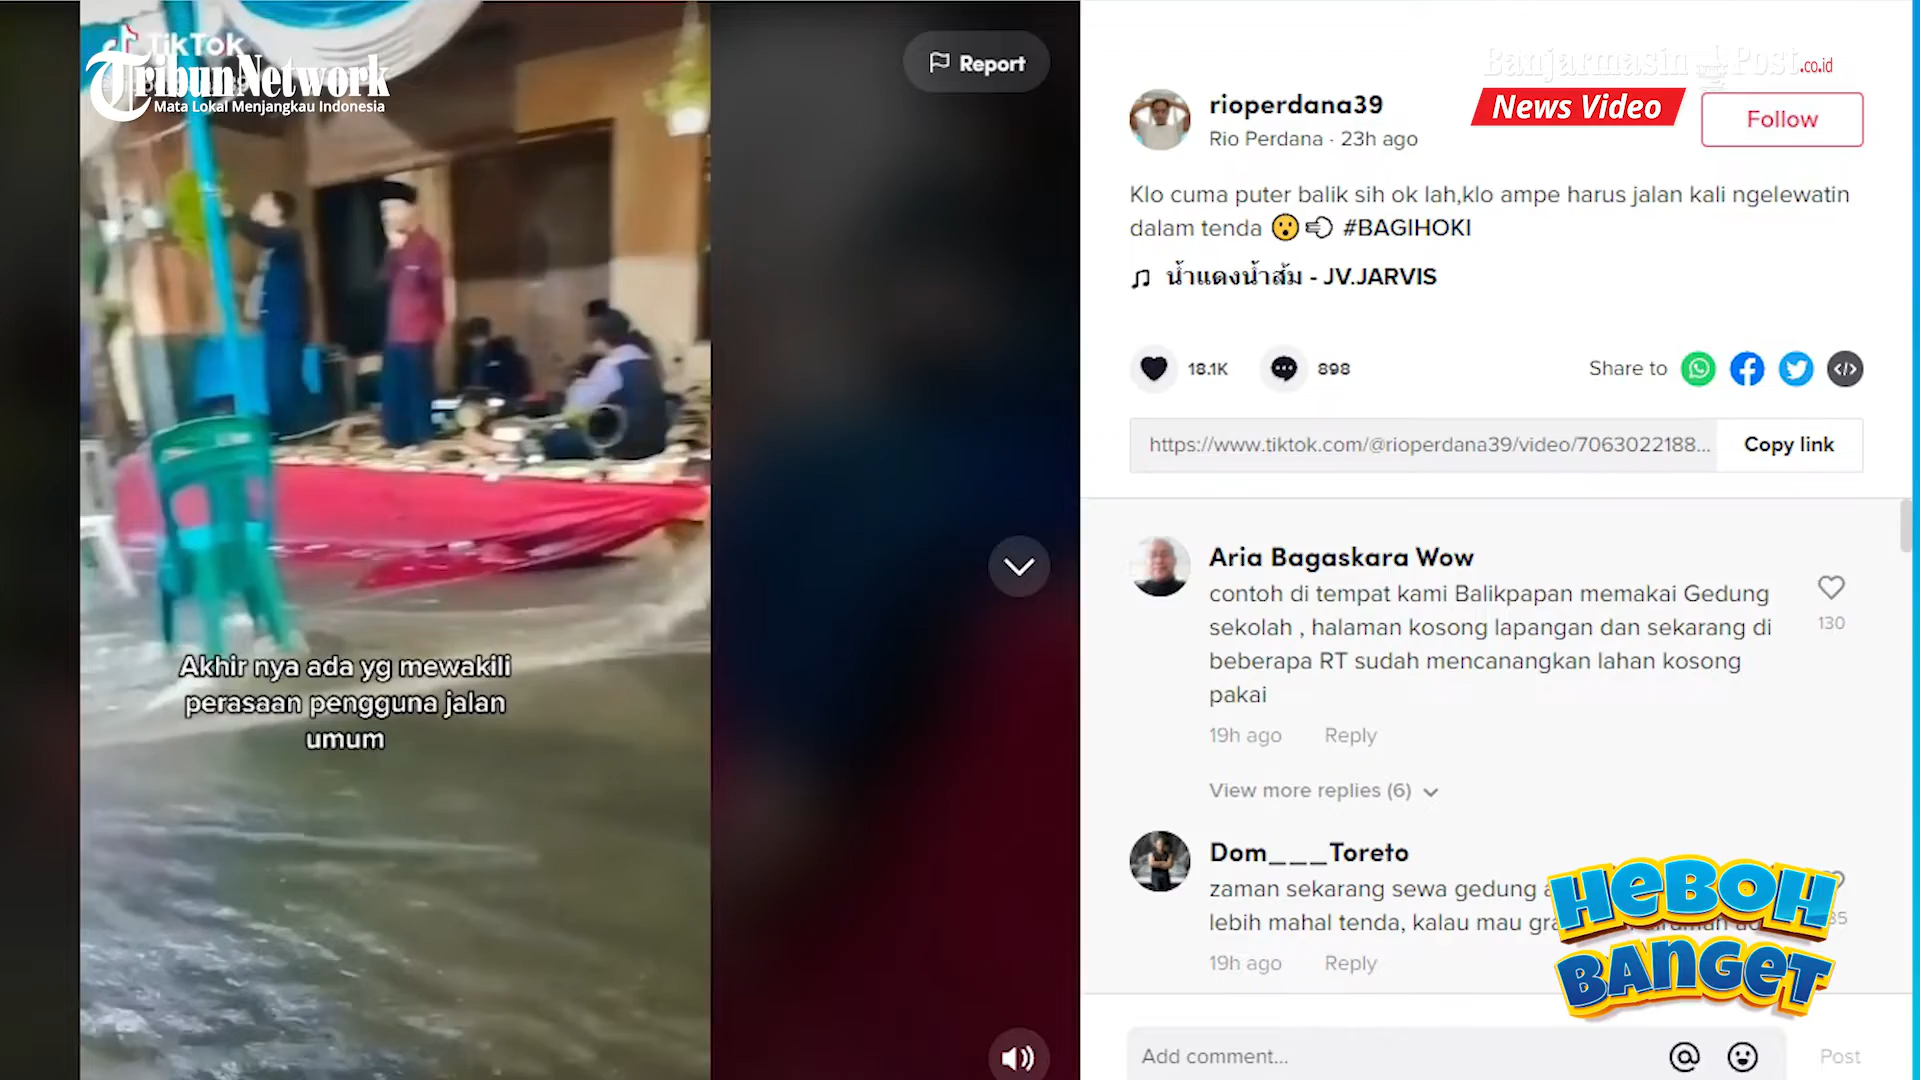 TikTok
TribunNetwork
Mata Lokal Menjangkau Indonesia
Report
Akhir nya ada yg mewakili
perasaan pengguna jalan
umum
Banjarmasin Post.co.id
News Video
rioperdana39
Rio Perdana · 23h ago
Follow
Klo cuma puter balik sih ok lah,klo ampe harus jalan kali ngelewatin
dalam tenda 😮💨 #BAGIHOKI
♫ น้ำแดงน้ำส้ม - JV.JARVIS
18.1K
898
Share to
https://www.tiktok.com/@rioperdana39/video/7063022188...
Copy link
Aria Bagaskara Wow
contoh di tempat kami Balikpapan memakai Gedung
sekolah , halaman kosong lapangan dan sekarang di
beberapa RT sudah mencanangkan lahan kosong
pakai
130
19h ago
Reply
View more replies (6)
Dom___Toreto
zaman sekarang sewa gedung
lebih mahal tenda, kalau mau
19h ago
Reply
HEBOH
BANGET
Add comment...
Post